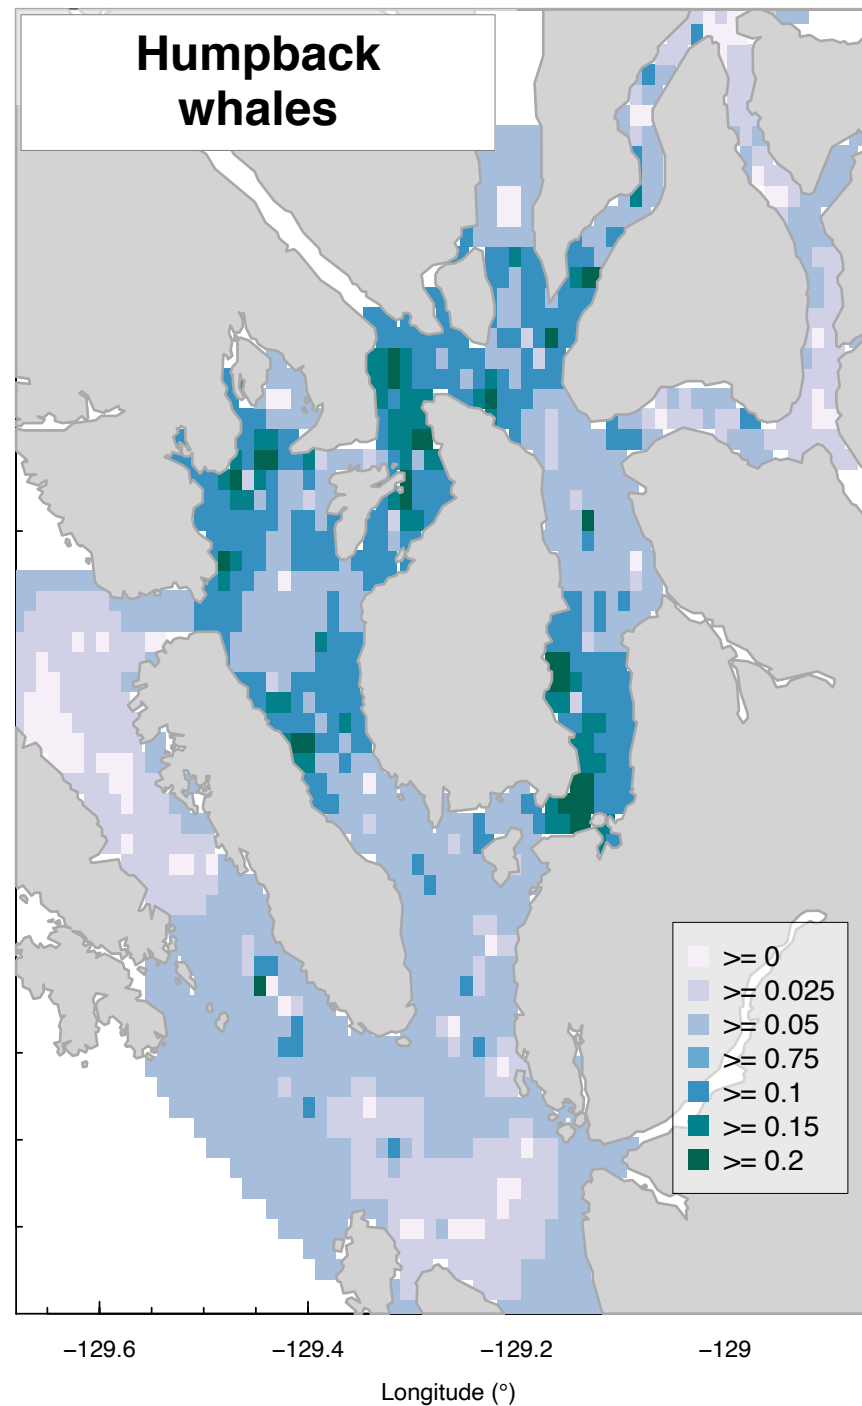 Humpback
whales
>= 0
>= 0.025
>= 0.05
>= 0.75
>= 0.1
>= 0.15
>= 0.2
−129.6 −129.4 −129.2 −129
Longitude (°)